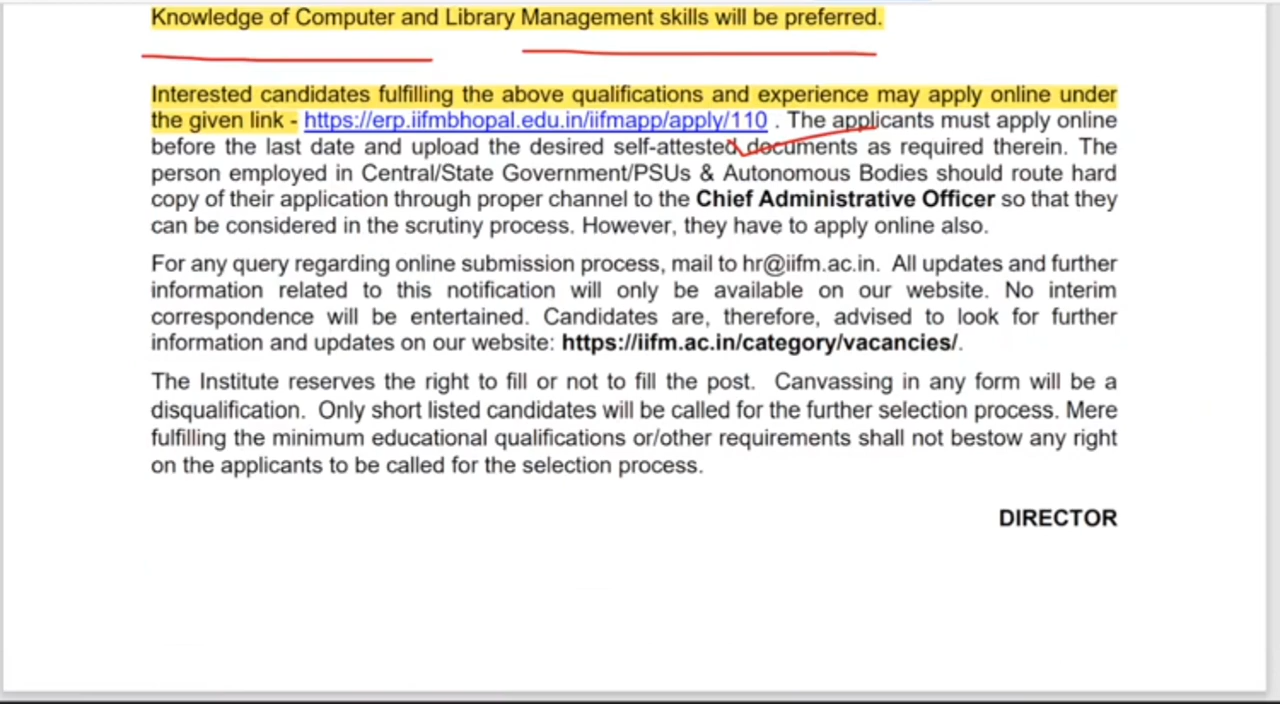 Knowledge of Computer and Library Management skills will be preferred.
Interested candidates fulfilling the above qualifications and experience may apply online under
the given link - https://erp.iifmbhopal.edu.in/iifmapp/apply/110 . The applicants must apply online
before the last date and upload the desired self-attested documents as required therein. The
person employed in Central/State Government/PSUs & Autonomous Bodies should route hard
copy of their application through proper channel to the Chief Administrative Officer so that they
can be considered in the scrutiny process. However, they have to apply online also.
For any query regarding online submission process, mail to hr@iifm.ac.in. All updates and further
information related to this notification will only be available on our website. No interim
correspondence will be entertained. Candidates are, therefore, advised to look for further
information and updates on our website: https://iifm.ac.in/category/vacancies/.
The Institute reserves the right to fill or not to fill the post. Canvassing in any form will be a
disqualification. Only short listed candidates will be called for the further selection process. Mere
fulfilling the minimum educational qualifications or/other requirements shall not bestow any right
on the applicants to be called for the selection process.
DIRECTOR